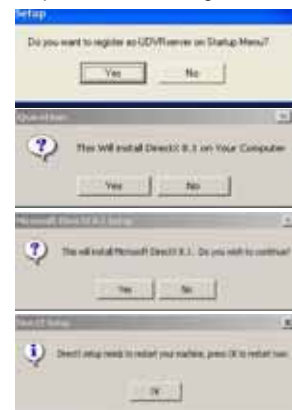 Setup
Do you want to register as UDVRserver on Startup Menu?
Yes No
Question
This Will install DirectX 8.1 on Your Computer
Yes No
Microsoft DirectX 8.1 Setup
This will install Microsoft DirectX 8.1. Do you wish to continue?
Yes No
DirectX Setup
DirectX setup needs to restart your machine, press OK to restart now.
OK